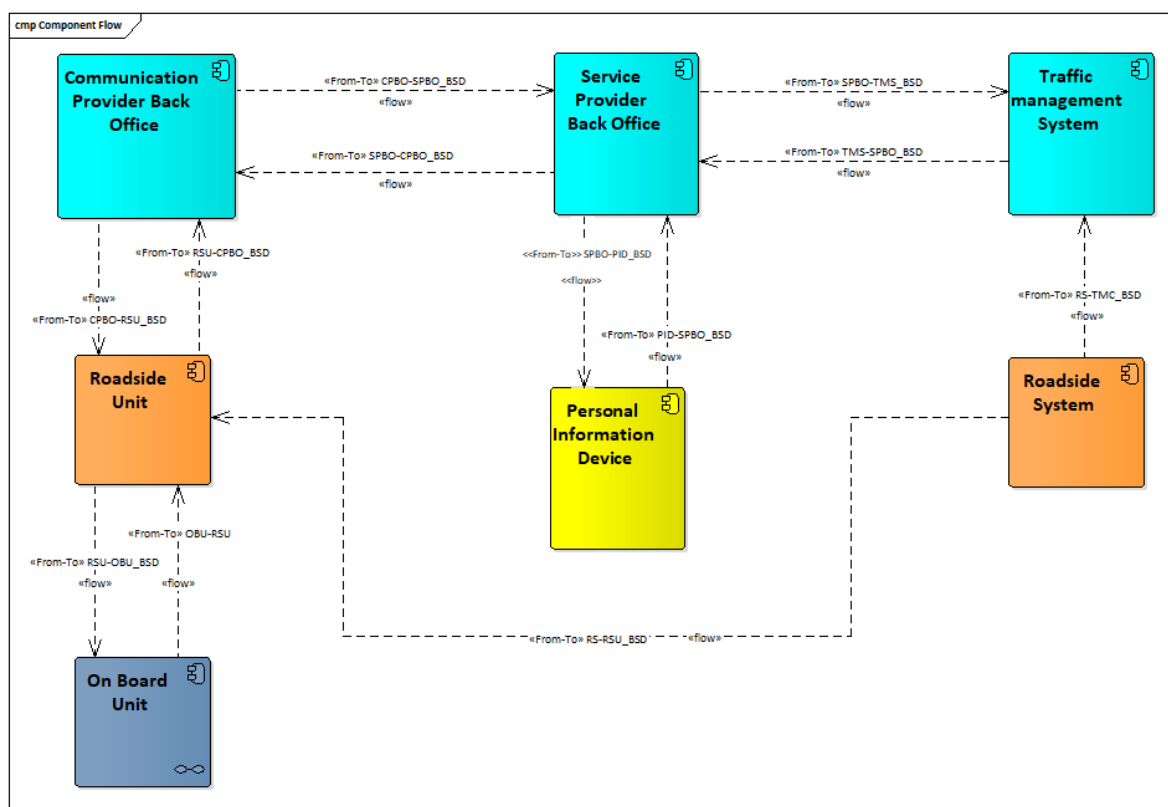 cmp Component Flow
Communication
Provider Back
Office
«From-To» CPBO-SPBO_BSD
«flow»
Service
Provider
Back Office
«From-To» SPBO-TMS_BSD
«flow»
Traffic
management
System
«From-To» SPBO-CPBO_BSD
«flow»
«From-To» TMS-SPBO_BSD
«flow»
«From-To» RSU-CPBO_BSD
«flow»
«flow»
«From-To» CPBO-RSU_BSD
<<From-To>> SPBO-PID_BSD
<<flow>>
«From-To» PID-SPBO_BSD
«flow»
«From-To» RS-TMC_BSD
«flow»
Roadside
Unit
Personal
Information
Device
Roadside
System
«From-To» OBU-RSU
«flow»
«From-To» RSU-OBU_BSD
«flow»
«From-To» RS-RSU_BSD «flow»
On Board
Unit